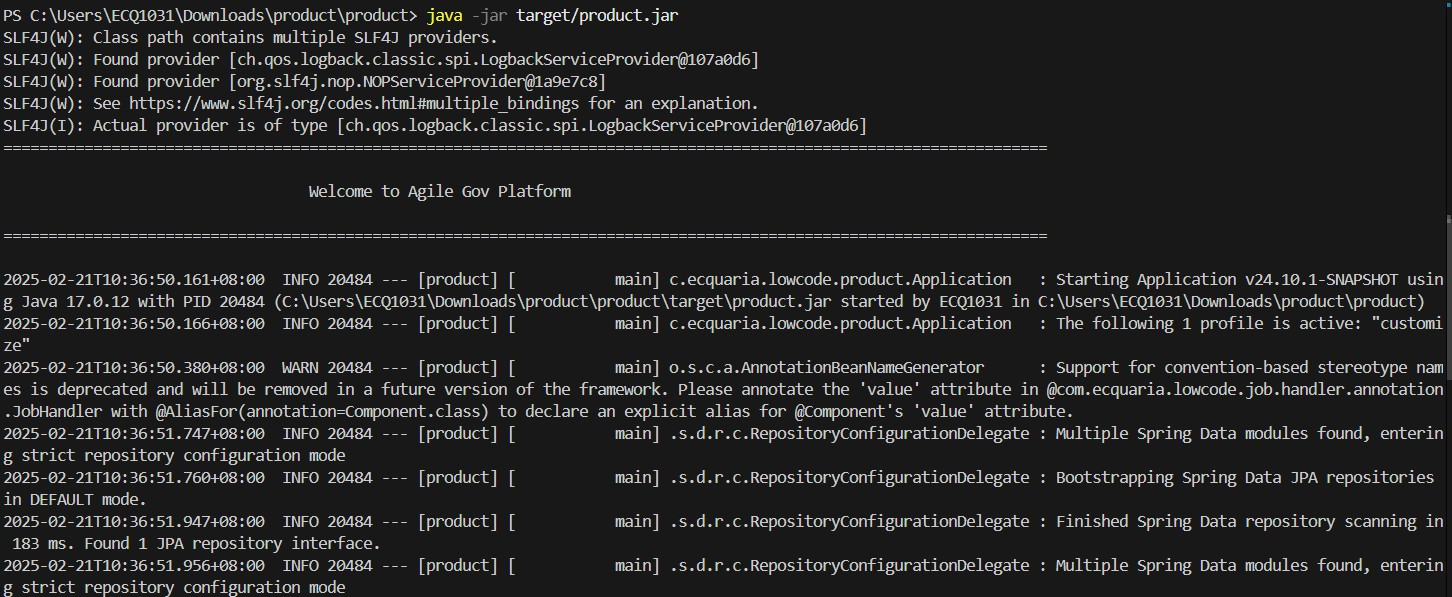 PS C:\Users\ECQ1031\Downloads\product\product> java -jar target/product.jar
SLF4J(W): Class path contains multiple SLF4J providers.
SLF4J(W): Found provider [ch.qos.logback.classic.spi.LogbackServiceProvider@107a0d6]
SLF4J(W): Found provider [org.slf4j.nop.NOPServiceProvider@1a9e7c8]
SLF4J(W): See https://www.slf4j.org/codes.html#multiple_bindings for an explanation.
SLF4J(I): Actual provider is of type [ch.qos.logback.classic.spi.LogbackServiceProvider@107a0d6]
====================================================================================================================
Welcome to Agile Gov Platform
====================================================================================================================
2025-02-21T10:36:50.161+08:00  INFO 20484 --- [product] [           main] c.ecquaria.lowcode.product.Application   : Starting Application v24.10.1-SNAPSHOT usin
g Java 17.0.12 with PID 20484 (C:\Users\ECQ1031\Downloads\product\product\target\product.jar started by ECQ1031 in C:\Users\ECQ1031\Downloads\product\product)
2025-02-21T10:36:50.166+08:00  INFO 20484 --- [product] [           main] c.ecquaria.lowcode.product.Application   : The following 1 profile is active: "customi
ze"
2025-02-21T10:36:50.380+08:00  WARN 20484 --- [product] [           main] o.s.c.a.AnnotationBeanNameGenerator      : Support for convention-based stereotype nam
es is deprecated and will be removed in a future version of the framework. Please annotate the 'value' attribute in @com.ecquaria.lowcode.job.handler.annotation
.JobHandler with @AliasFor(annotation=Component.class) to declare an explicit alias for @Component's 'value' attribute.
2025-02-21T10:36:51.747+08:00  INFO 20484 --- [product] [           main] .s.d.r.c.RepositoryConfigurationDelegate : Multiple Spring Data modules found, enterin
g strict repository configuration mode
2025-02-21T10:36:51.760+08:00  INFO 20484 --- [product] [           main] .s.d.r.c.RepositoryConfigurationDelegate : Bootstrapping Spring Data JPA repositories
in DEFAULT mode.
2025-02-21T10:36:51.947+08:00  INFO 20484 --- [product] [           main] .s.d.r.c.RepositoryConfigurationDelegate : Finished Spring Data repository scanning in
 183 ms. Found 1 JPA repository interface.
2025-02-21T10:36:51.956+08:00  INFO 20484 --- [product] [           main] .s.d.r.c.RepositoryConfigurationDelegate : Multiple Spring Data modules found, enterin
g strict repository configuration mode